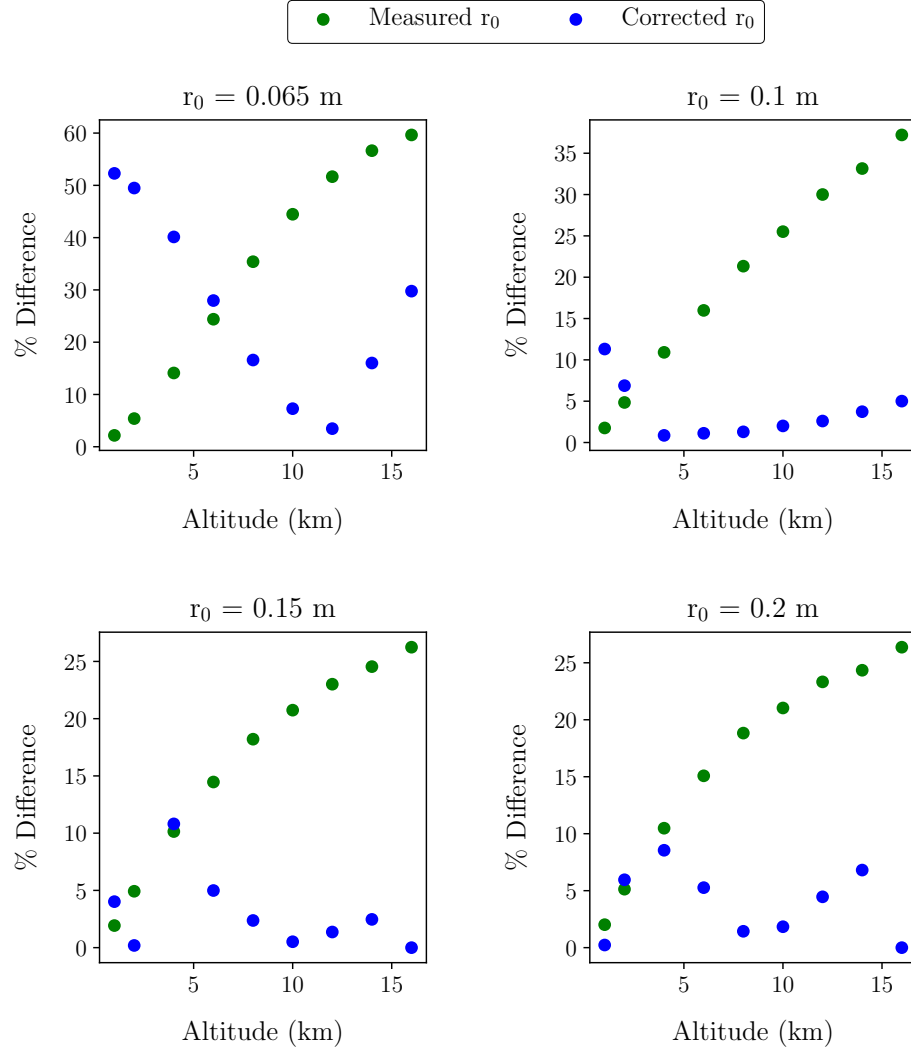 Measured r₀ Corrected r₀
r₀ = 0.065 m
60
50
40
30
20
10
0
% Difference
5 10 15
Altitude (km)
r₀ = 0.1 m
35
30
25
20
15
10
5
0
% Difference
5 10 15
Altitude (km)
r₀ = 0.15 m
25
20
15
10
5
0
% Difference
5 10 15
Altitude (km)
r₀ = 0.2 m
25
20
15
10
5
0
% Difference
5 10 15
Altitude (km)